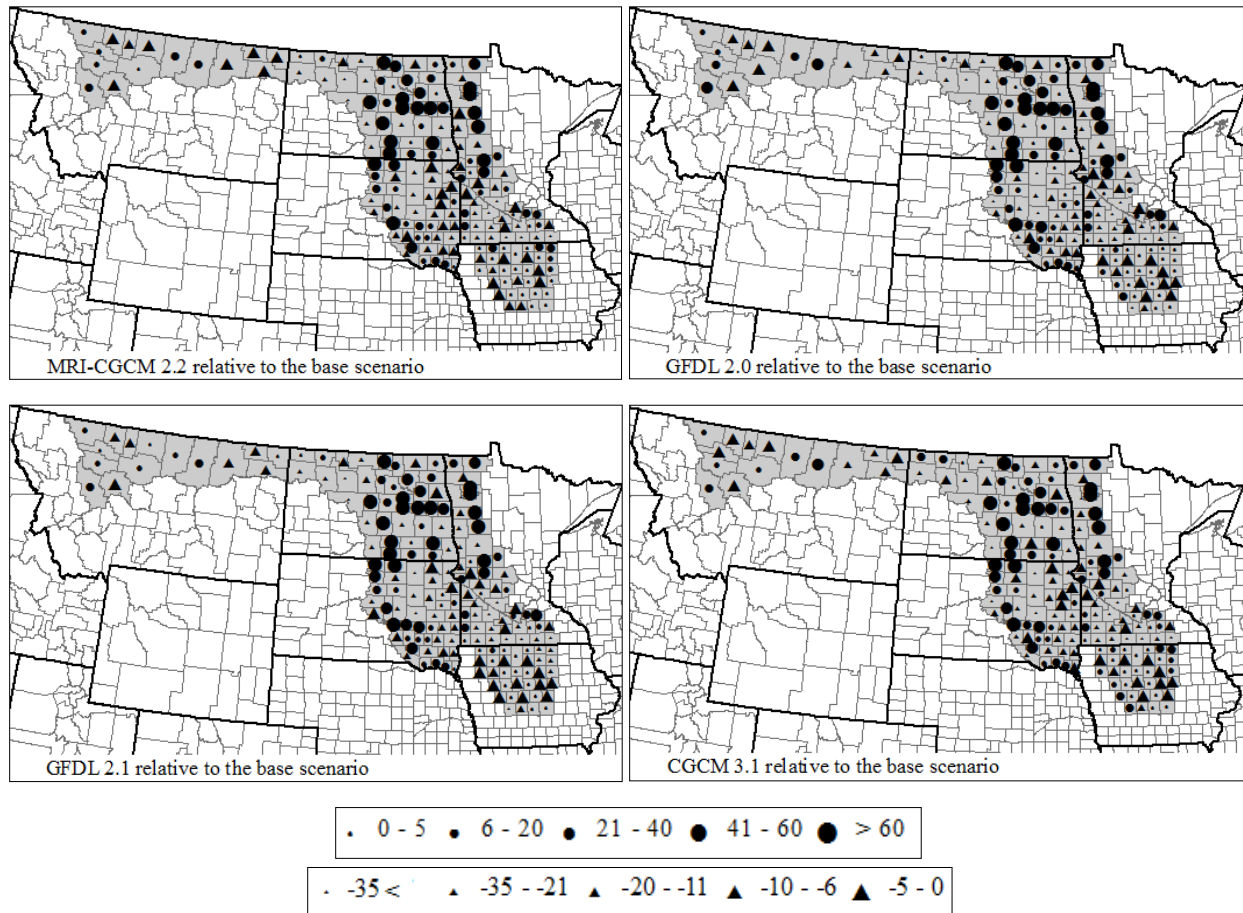 MRI-CGCM 2.2 relative to the base scenario
GFDL 2.0 relative to the base scenario
GFDL 2.1 relative to the base scenario
CGCM 3.1 relative to the base scenario
0 - 5 6 - 20 21 - 40 41 - 60 > 60
-35 < -35 - -21 -20 - -11 -10 - -6 -5 - 0